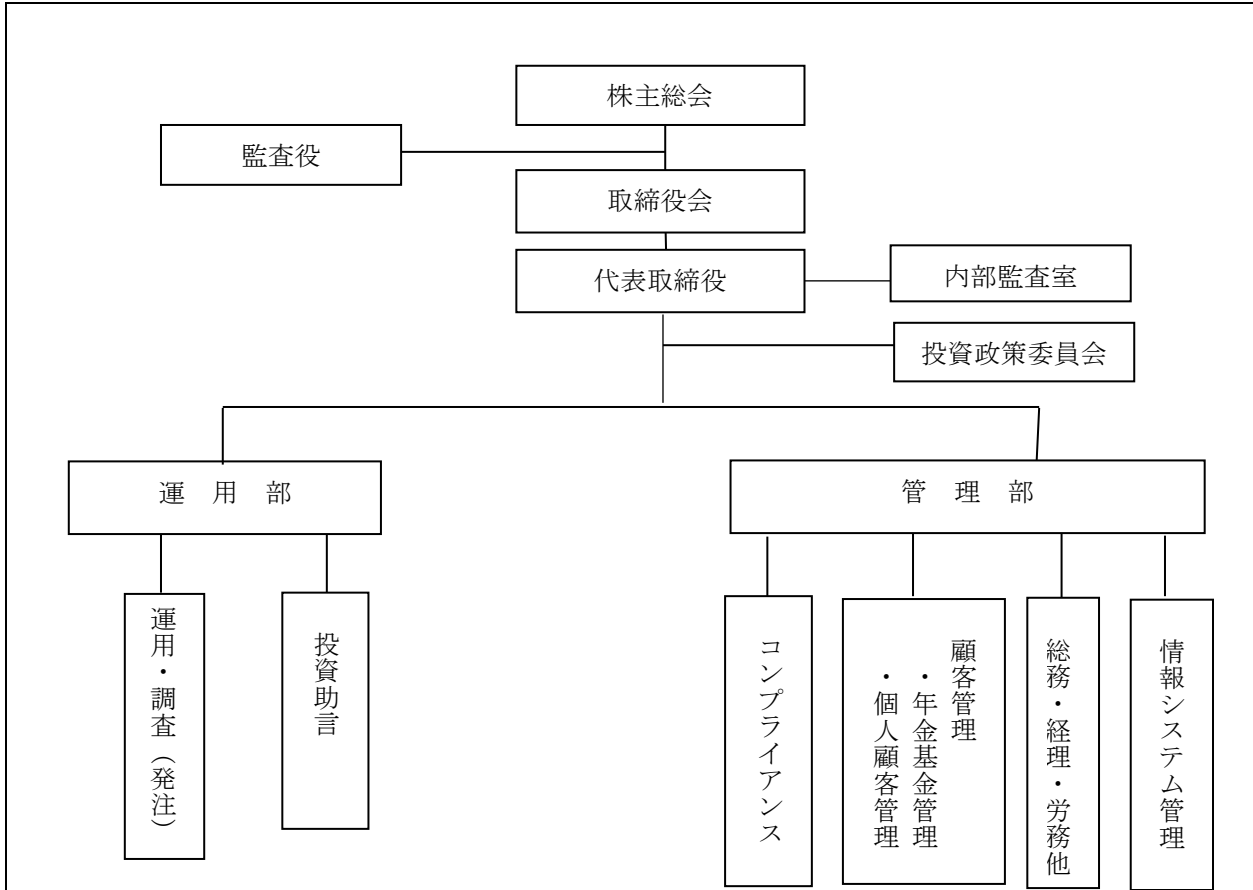 株主総会
監査役
取締役会
代表取締役
内部監査室
投資政策委員会
運　用　部
管　理　部
運用・調査（発注）
投資助言
コンプライアンス
顧客管理
・年金基金管理
・個人顧客管理
総務・経理・労務他
情報システム管理